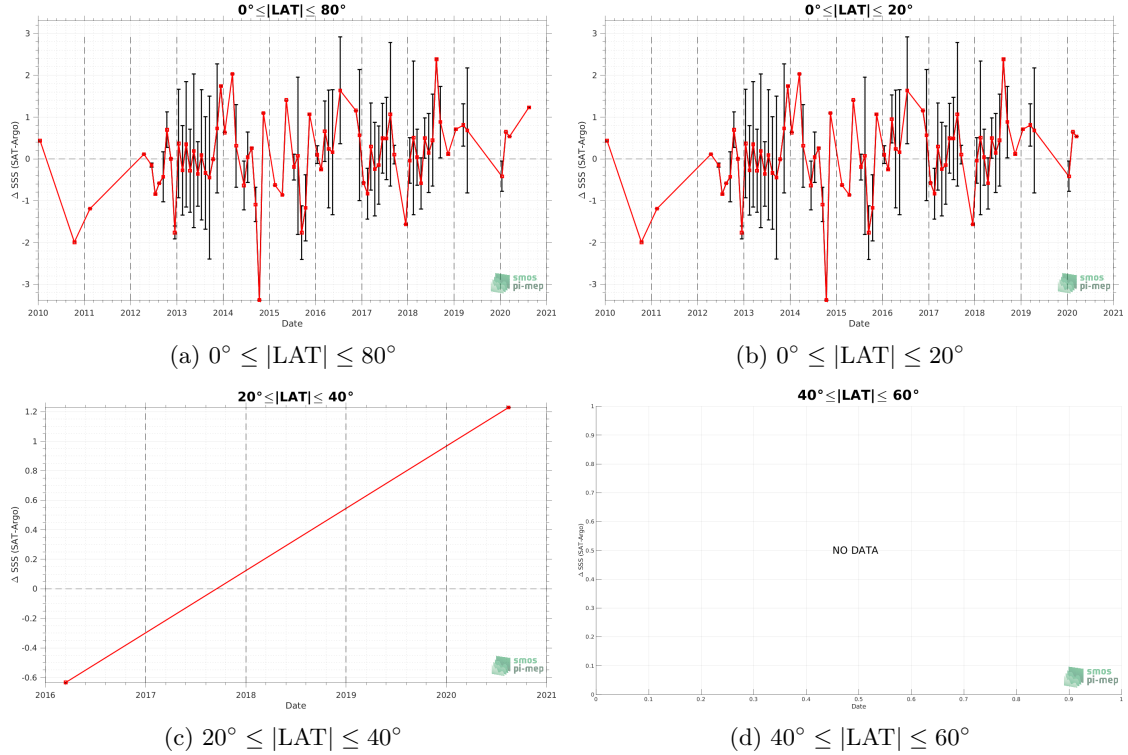 0°≤|LAT|≤ 80°
3
2
1
0
-1
-2
-3
Δ SSS (SAT-Argo)
2010 2011 2012 2013 2014 2015 2016 2017 2018 2019 2020 2021
Date
smos
pi-mep
(a) 0° ≤ |LAT| ≤ 80°
0°≤|LAT|≤ 20°
3
2
1
0
-1
-2
-3
Δ SSS (SAT-Argo)
2010 2011 2012 2013 2014 2015 2016 2017 2018 2019 2020 2021
Date
smos
pi-mep
(b) 0° ≤ |LAT| ≤ 20°
20°≤|LAT|≤ 40°
1.2
1
0.8
0.6
0.4
0.2
0
-0.2
-0.4
-0.6
Δ SSS (SAT-Argo)
2016 2017 2018 2019 2020 2021
Date
smos
pi-mep
(c) 20° ≤ |LAT| ≤ 40°
40°≤|LAT|≤ 60°
1
0.9
0.8
0.7
0.6
0.5
0.4
0.3
0.2
0.1
0
Δ SSS (SAT-Argo)
NO DATA
0 0.1 0.2 0.3 0.4 0.5 0.6 0.7 0.8 0.9 1
Date
smos
pi-mep
(d) 40° ≤ |LAT| ≤ 60°